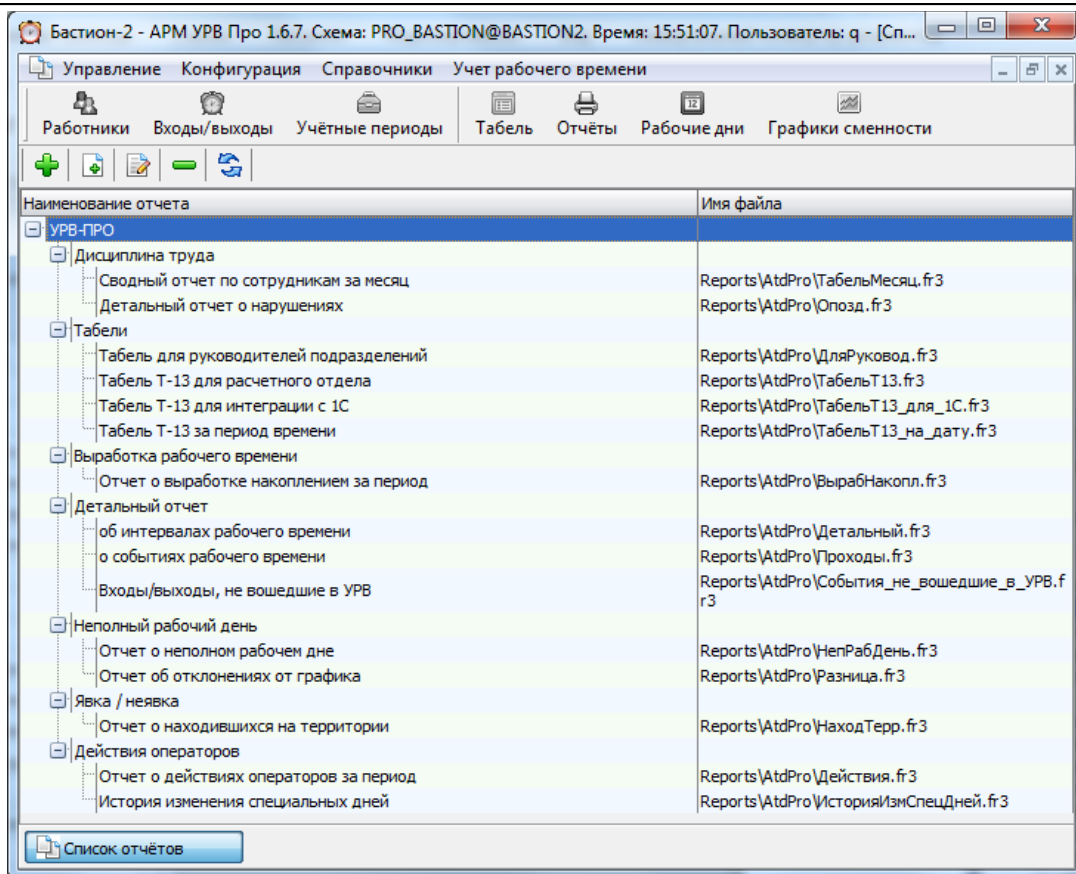 Бастион-2 - АРМ УРВ Про 1.6.7. Схема: PRO_BASTION@BASTION2. Время: 15:51:07. Пользователь: q - [Сп...
Управление Конфигурация Справочники Учет рабочего времени
Работники Входы/выходы Учётные периоды Табель Отчёты Рабочие дни Графики сменности
Наименование отчета Имя файла
УРВ-ПРО
Дисциплина труда
Сводный отчет по сотрудникам за месяц Reports\AtdPro\ТабельМесяц.fr3
Детальный отчет о нарушениях Reports\AtdPro\Опозд.fr3
Табели
Табель для руководителей подразделений Reports\AtdPro\ДляРуковод.fr3
Табель Т-13 для расчетного отдела Reports\AtdPro\ТабельТ13.fr3
Табель Т-13 для интеграции с 1С Reports\AtdPro\ТабельТ13_для_1С.fr3
Табель Т-13 за период времени Reports\AtdPro\ТабельТ13_на_дату.fr3
Выработка рабочего времени
Отчет о выработке накоплением за период Reports\AtdPro\ВырабНакопл.fr3
Детальный отчет
об интервалах рабочего времени Reports\AtdPro\Детальный.fr3
о событиях рабочего времени Reports\AtdPro\Проходы.fr3
Входы/выходы, не вошедшие в УРВ Reports\AtdPro\События_не_вошедшие_в_УРВ.f
r3
Неполный рабочий день
Отчет о неполном рабочем дне Reports\AtdPro\НепРабДень.fr3
Отчет об отклонениях от графика Reports\AtdPro\Разница.fr3
Явка / неявка
Отчет о находившихся на территории Reports\AtdPro\НаходТерр.fr3
Действия операторов
Отчет о действиях операторов за период Reports\AtdPro\Действия.fr3
История изменения специальных дней Reports\AtdPro\ИсторияИзмСпецДней.fr3
Список отчётов